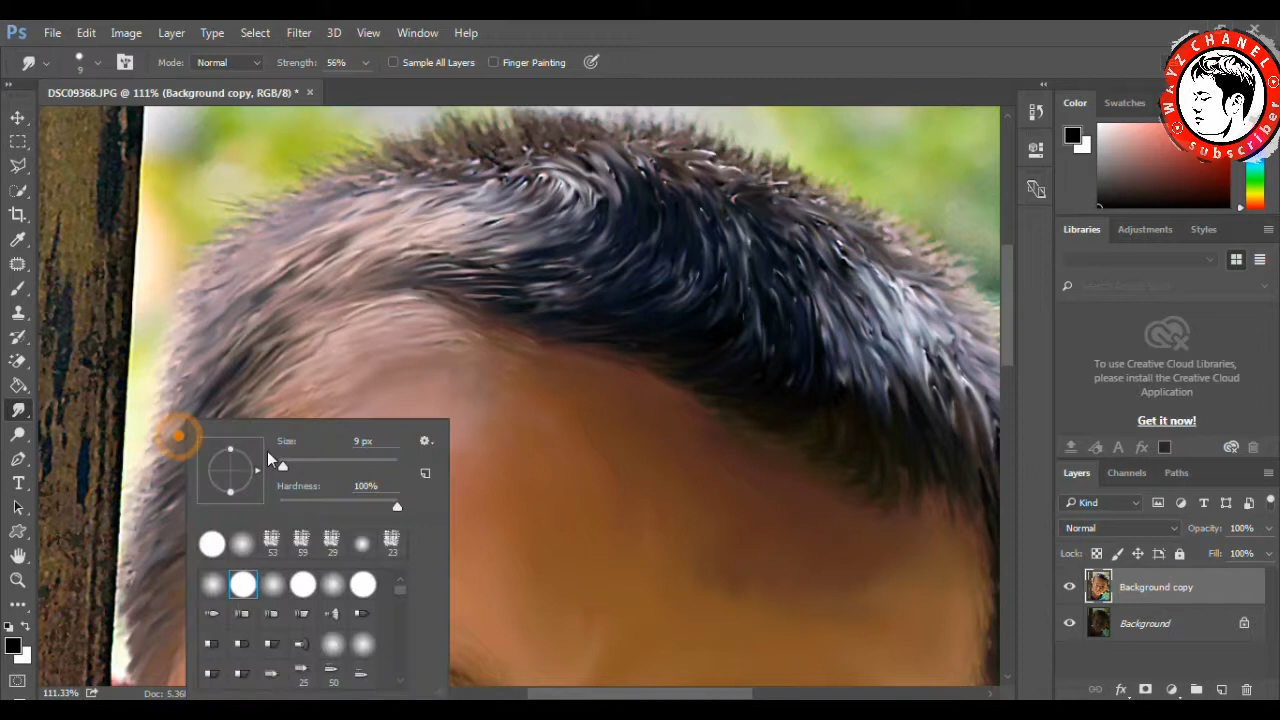 Ps File Edit Image Layer Type Select Filter 3D View Window Help
9 Mode: Normal Strength: 56% Sample All Layers Finger Painting
DSC09368.JPG @ 111% (Background copy, RGB/8) *
WAYZ CHANEL
subscriber
Color Swatches
Libraries Adjustments Styles
To use Creative Cloud Libraries,
please install the Creative Cloud
Application
Get it now!
Size: 9 px
Hardness: 100%
53 59 29 23
25 50
Layers Channels Paths
Kind
Normal Opacity: 100%
Lock: Fill: 100%
Background copy
Background
111.33% Doc: 5.36